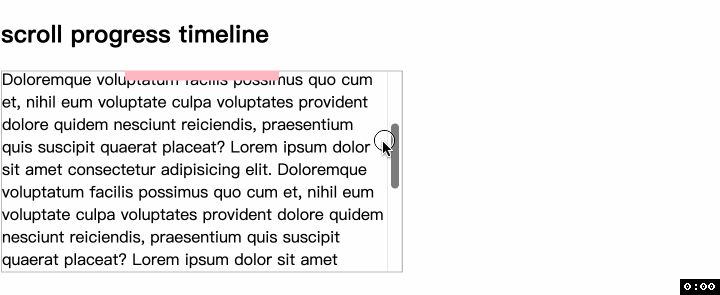 scroll progress timeline
Doloremque voluptatum facilis possimus quo cum
et, nihil eum voluptate culpa voluptates provident
dolore quidem nesciunt reiciendis, praesentium
quis suscipit quaerat placeat? Lorem ipsum dolor
sit amet consectetur adipisicing elit. Doloremque
voluptatum facilis possimus quo cum et, nihil eum
voluptate culpa voluptates provident dolore quidem
nesciunt reiciendis, praesentium quis suscipit
quaerat placeat? Lorem ipsum dolor sit amet
0:00